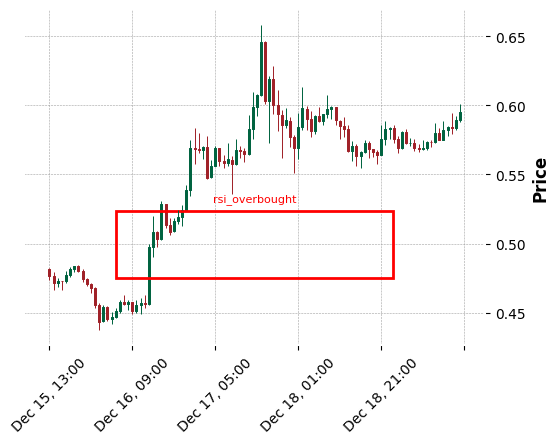 0.65
0.60
0.55
0.50
0.45
Price
rsi_overbought
Dec 15, 13:00
Dec 16, 09:00
Dec 17, 05:00
Dec 18, 01:00
Dec 18, 21:00